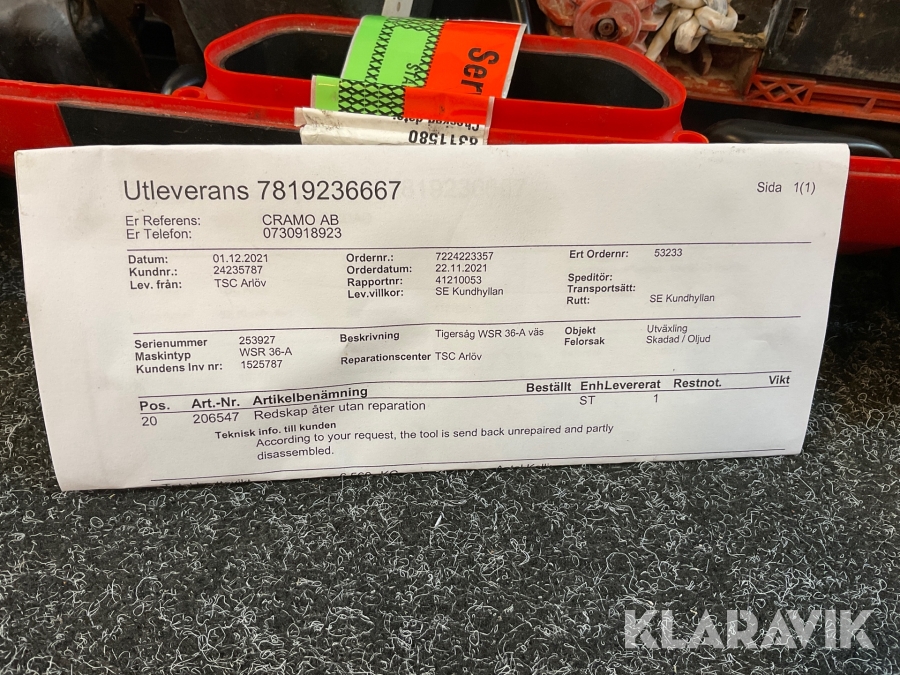 Ser
83111580
Utleverans 7819236667
Sida 1(1)
Er Referens: CRAMO AB
Er Telefon: 0730918923
Datum: 01.12.2021 Ordernr.: 7224223357 Ert Ordernr: 53233
Kundnr.: 24235787 Orderdatum: 22.11.2021
Lev. från: TSC Arlöv Rapportnr: 41210053 Speditör:
Lev.villkor: SE Kundhyllan Transportsätt:
Rutt: SE Kundhyllan
Serienummer 253927 Beskrivning Tigersåg WSR 36-A väs Objekt Utväxling
Maskintyp WSR 36-A Felorsak Skadad / Oljud
Kundens Inv nr: 1525787 Reparationscenter TSC Arlöv
Pos. Art.-Nr. Artikelbenämning Beställt EnhLevererat Restnot. Vikt
20 206547 Redskap åter utan reparation ST 1
Teknisk info. till kunden
According to your request, the tool is send back unrepaired and partly
disassembled.
KLARAVIK